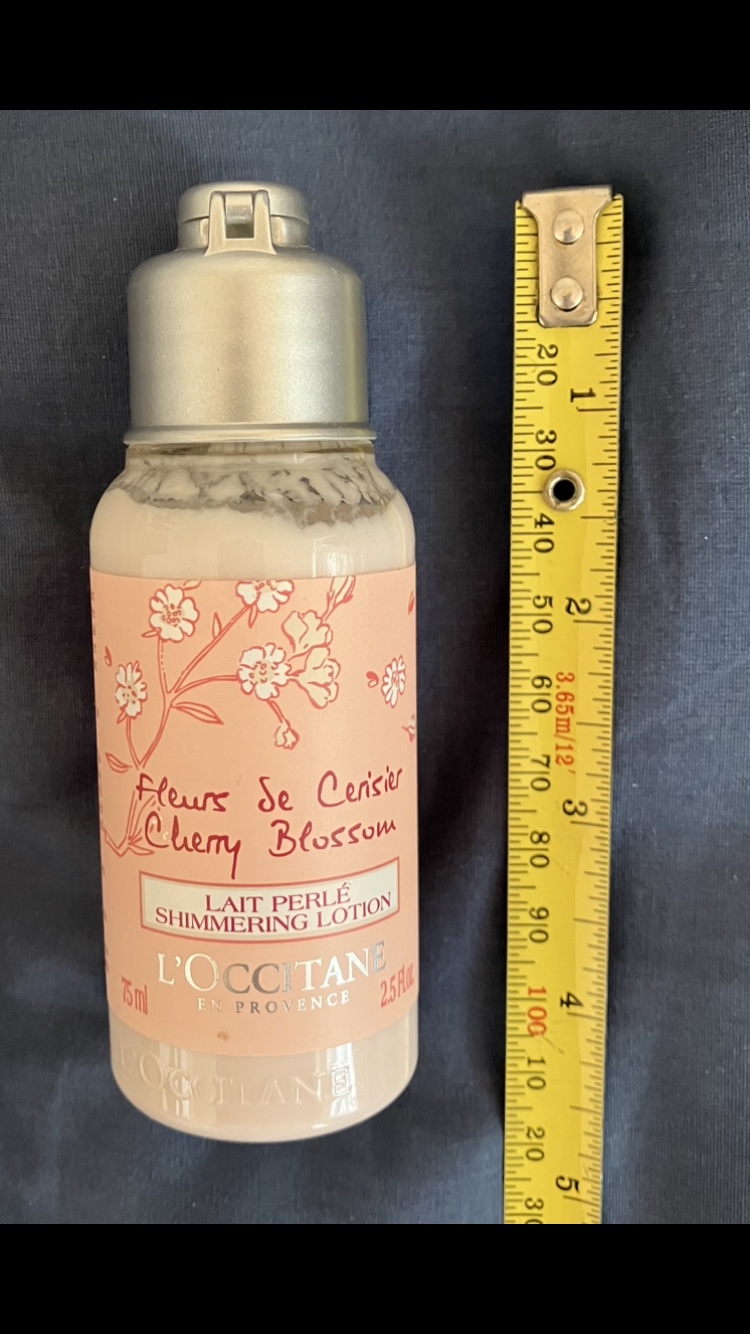 Fleurs de Cerisier
Cherry Blossom
LAIT PERLÉ
SHIMMERING LOTION
L'OCCITANE
EN PROVENCE
75 ml
2.5 Fl.oz.
L'OCCITANE
1
20
30
40
2
50
3.65m/12'
60
70
3
80
90
4
100
10
20
5